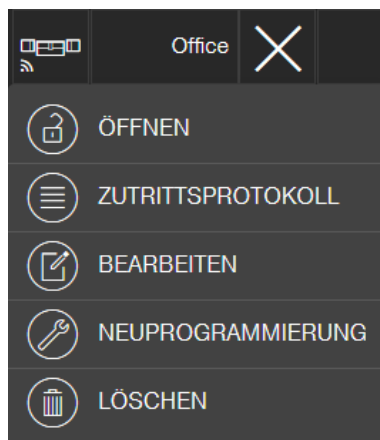 Office
ÖFFNEN
ZUTRITTSPROTOKOLL
BEARBEITEN
NEUPROGRAMMIERUNG
LÖSCHEN